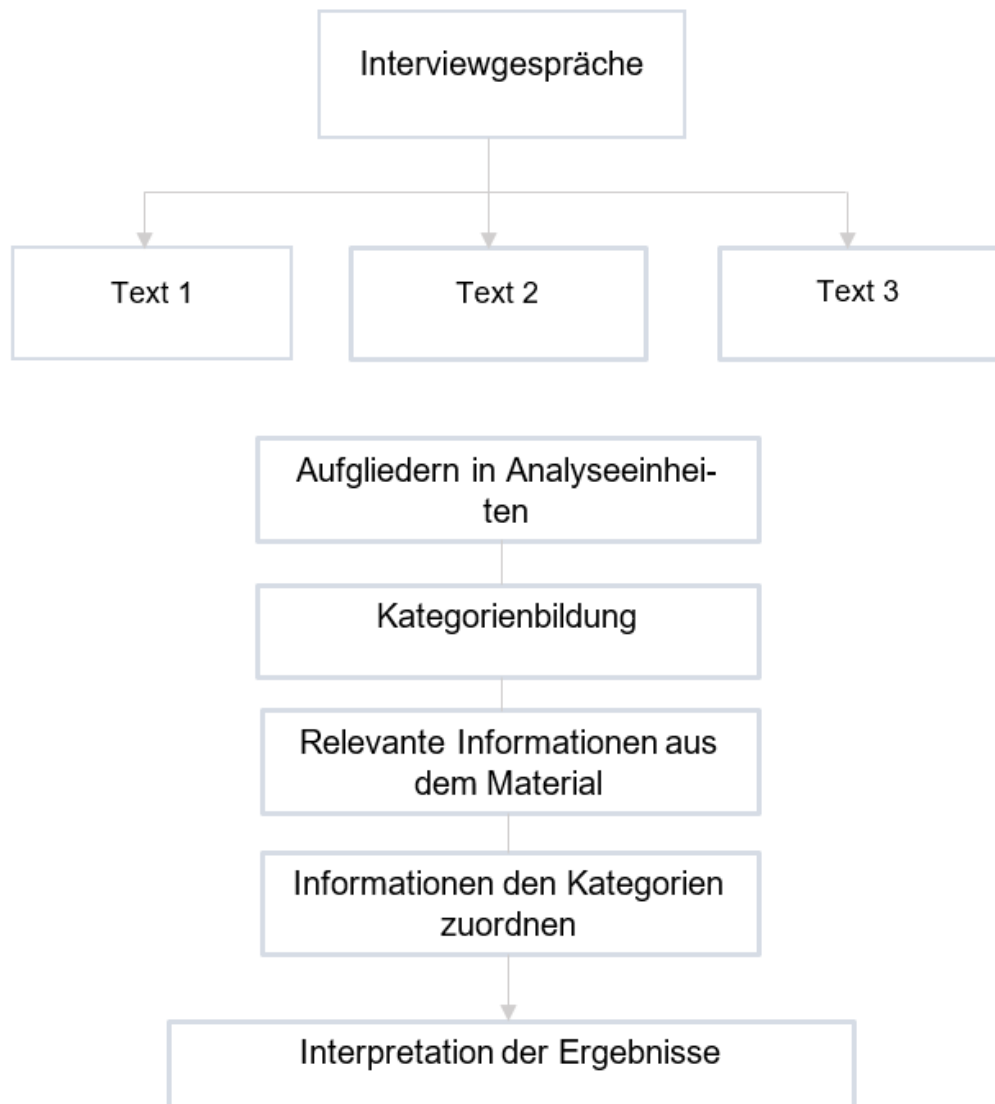 Interviewgespräche
Text 1
Text 2
Text 3
Aufgliedern in Analyseeinhei-
ten
Kategorienbildung
Relevante Informationen aus
dem Material
Informationen den Kategorien
zuordnen
Interpretation der Ergebnisse